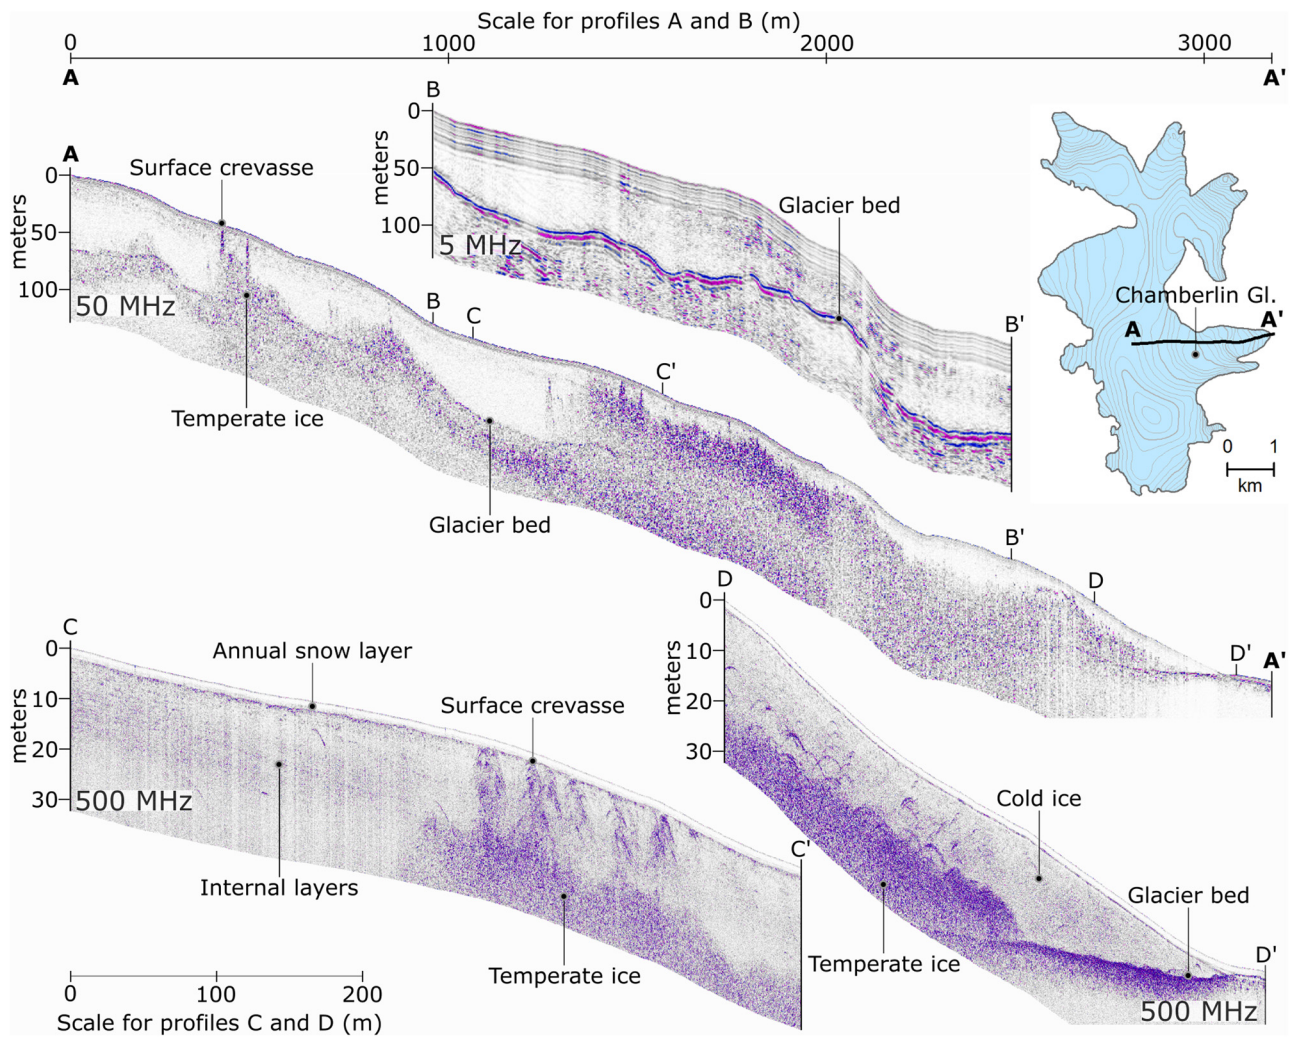 Scale for profiles A and B (m)
0 1000 2000 3000
A A'
B
0
50
100
meters
5 MHz
Glacier bed
B'
A
Surface crevasse
0
50
100
meters
50 MHz
Temperate ice
B
C
C'
Glacier bed
B'
D
D'
A'
Chamberlin Gl.
A A'
0 1
km
C
Annual snow layer
0
10
20
30
meters
Surface crevasse
500 MHz
Internal layers
Temperate ice
C'
0 100 200
Scale for profiles C and D (m)
D
0
10
20
30
meters
Cold ice
Glacier bed
Temperate ice
D'
500 MHz